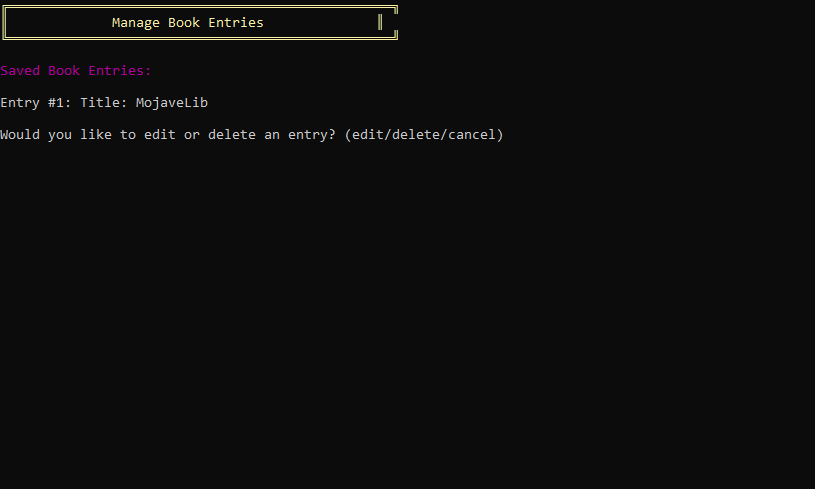 Manage Book Entries
Saved Book Entries:
Entry #1: Title: MojaveLib
Would you like to edit or delete an entry? (edit/delete/cancel)